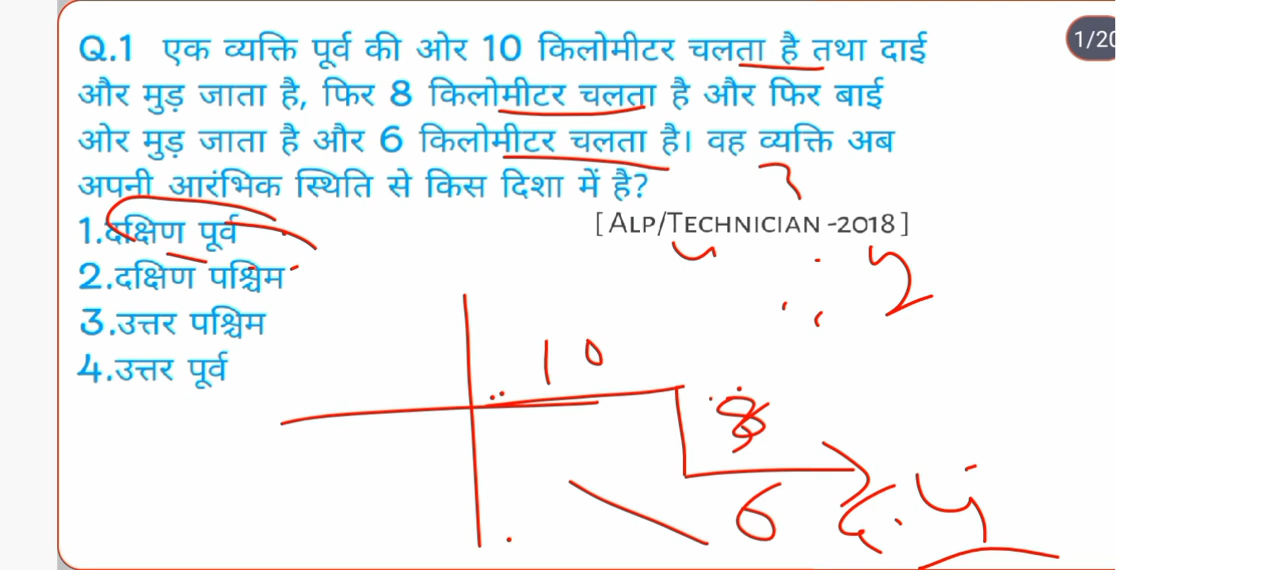 Q.1 एक व्यक्ति पूर्व की ओर 10 किलोमीटर चलता है तथा दाई
1/20
और मुड़ जाता है, फिर 8 किलोमीटर चलता है और फिर बाई
ओर मुड़ जाता है और 6 किलोमीटर चलता है। वह व्यक्ति अब
अपनी आरंभिक स्थिति से किस दिशा में है?
[ALP/TECHNICIAN -2018]
1.दक्षिण पूर्व
2.दक्षिण पश्चिम
3.उत्तर पश्चिम
4.उत्तर पूर्व
10
8
6